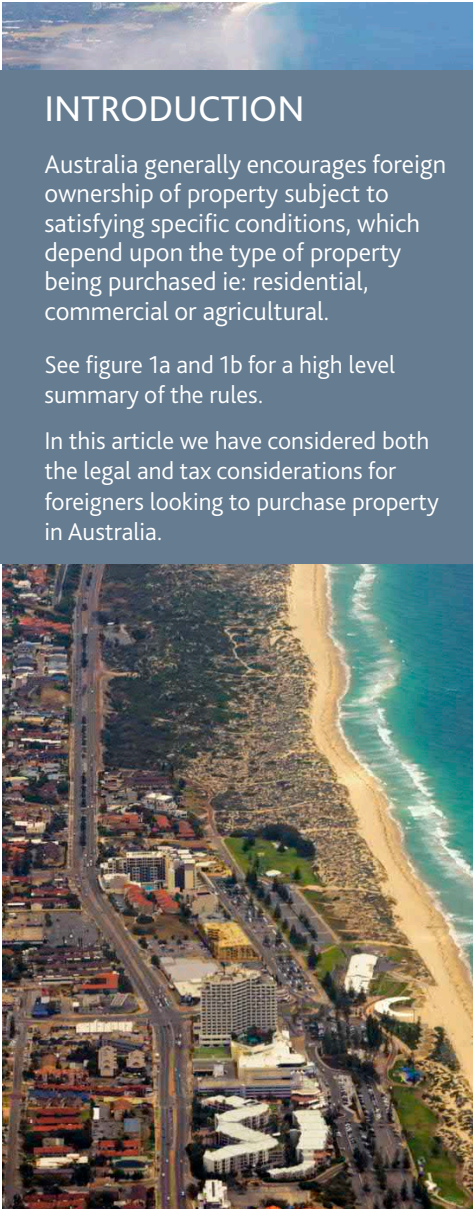 INTRODUCTION
Australia generally encourages foreign
ownership of property subject to
satisfying specific conditions, which
depend upon the type of property
being purchased ie: residential,
commercial or agricultural.
See figure 1a and 1b for a high level
summary of the rules.
In this article we have considered both
the legal and tax considerations for
foreigners looking to purchase property
in Australia.